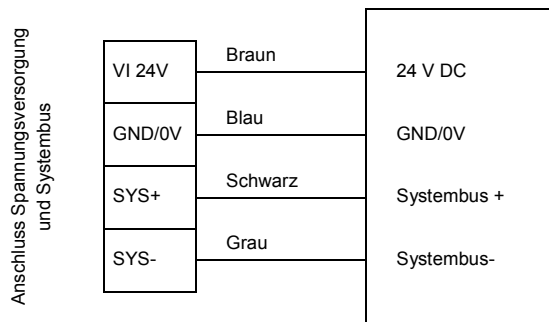 Anschluss Spannungsversorgung
und Systembus
VI 24V
Braun
24 V DC
GND/0V
Blau
GND/0V
SYS+
Schwarz
Systembus +
SYS-
Grau
Systembus-